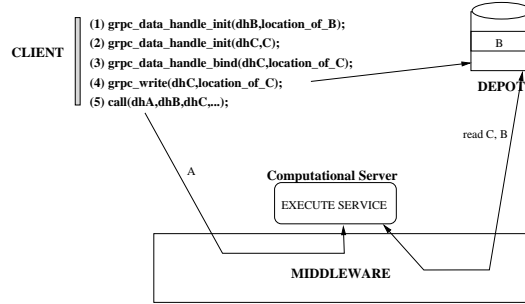 CLIENT
(1) grpc_data_handle_init(dhB,location_of_B);
(2) grpc_data_handle_init(dhC,C);
(3) grpc_data_handle_bind(dhC,location_of_C);
(4) grpc_write(dhC,location_of_C);
(5) call(dhA,dhB,dhC,...);
B
DEPOT
read C, B
A
Computational Server
EXECUTE SERVICE
MIDDLEWARE